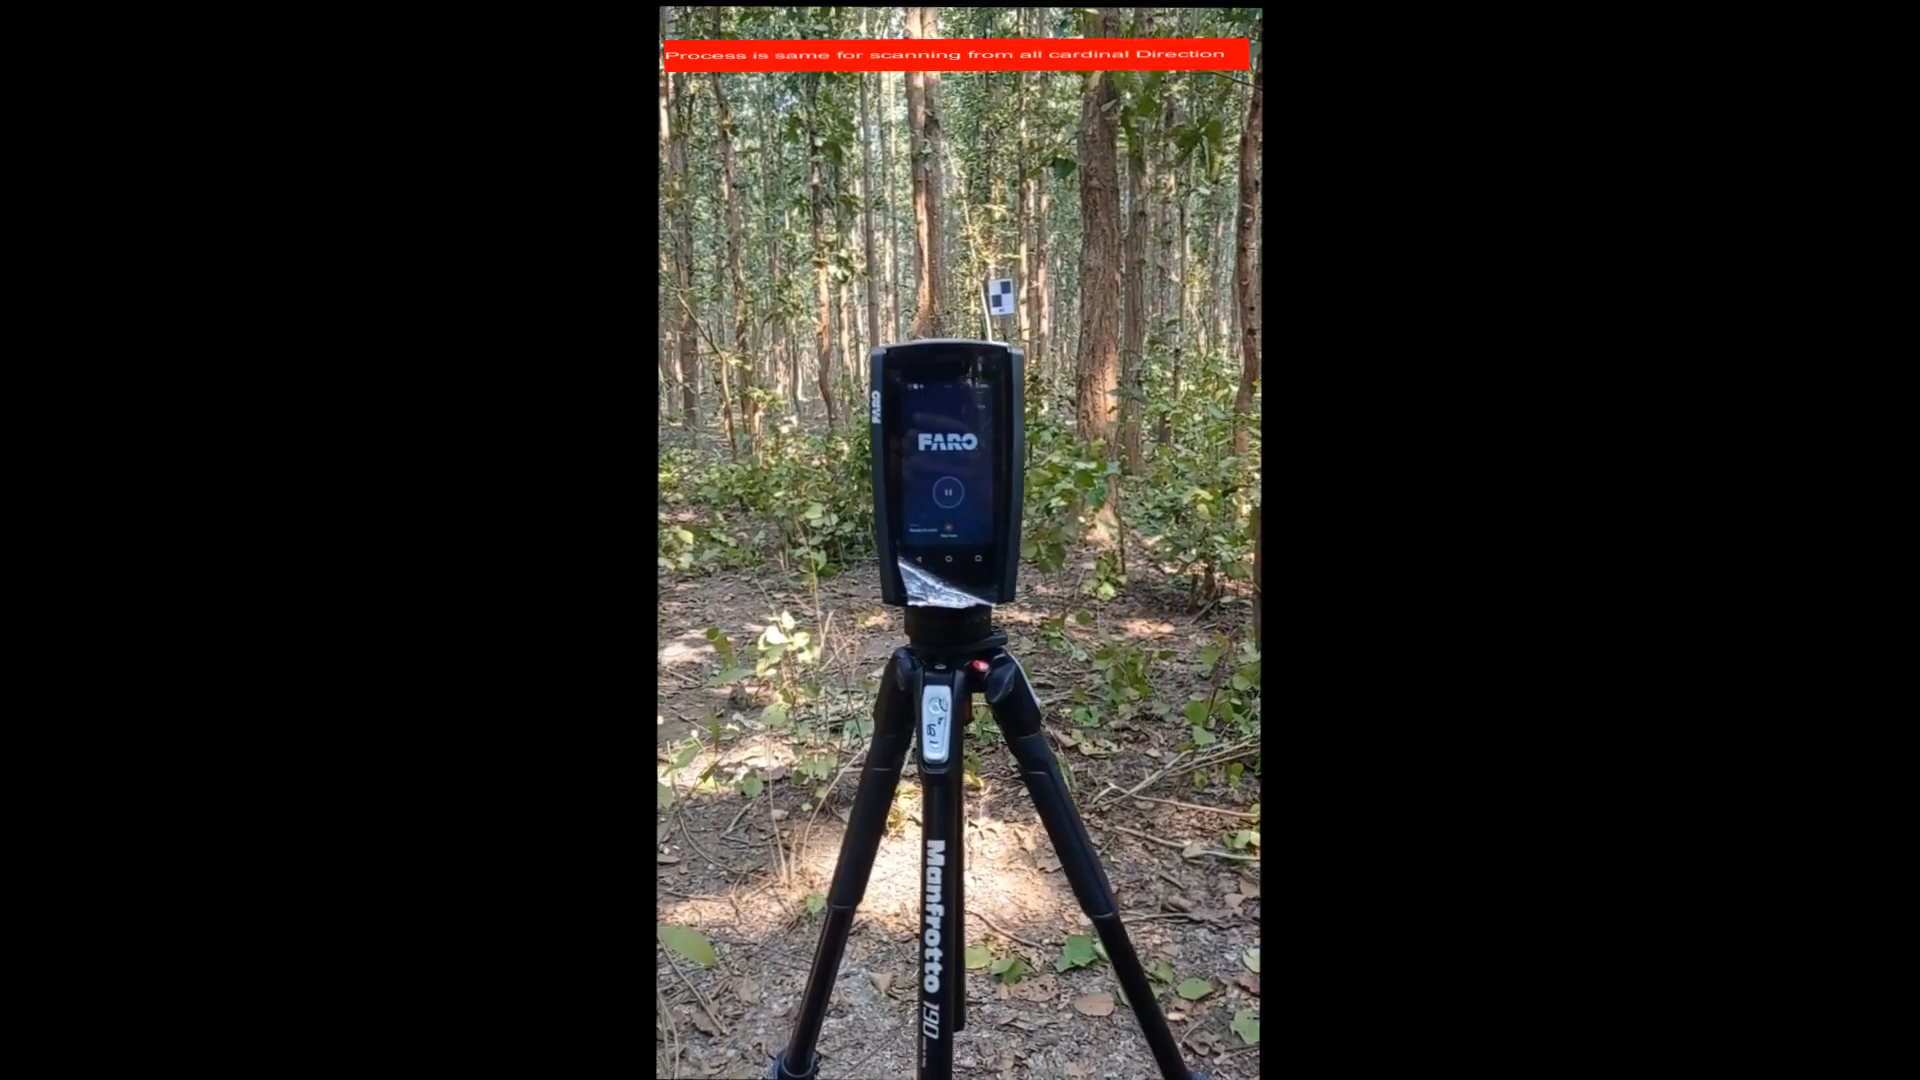 Process is same for scanning from all cardinal Direction
FARO
FARO
Manfrotto 190